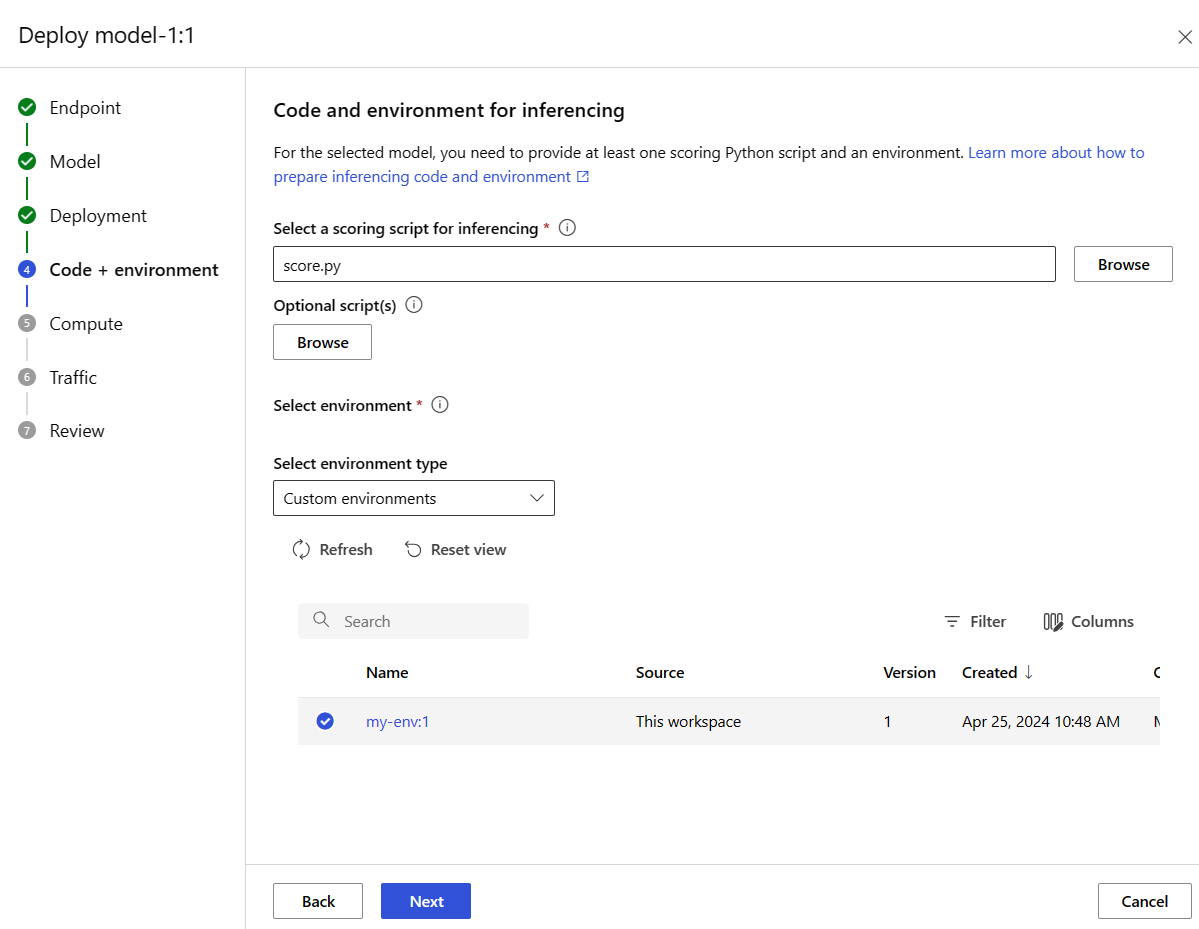 Deploy model-1:1
Endpoint
Model
Deployment
4 Code + environment
5 Compute
6 Traffic
7 Review
Code and environment for inferencing
For the selected model, you need to provide at least one scoring Python script and an environment. Learn more about how to
prepare inferencing code and environment
Select a scoring script for inferencing *
score.py
Browse
Optional script(s)
Browse
Select environment *
Select environment type
Custom environments
Refresh Reset view
Search
Filter Columns
Name Source Version Created ↓
my-env:1 This workspace 1 Apr 25, 2024 10:48 AM
Back Next Cancel